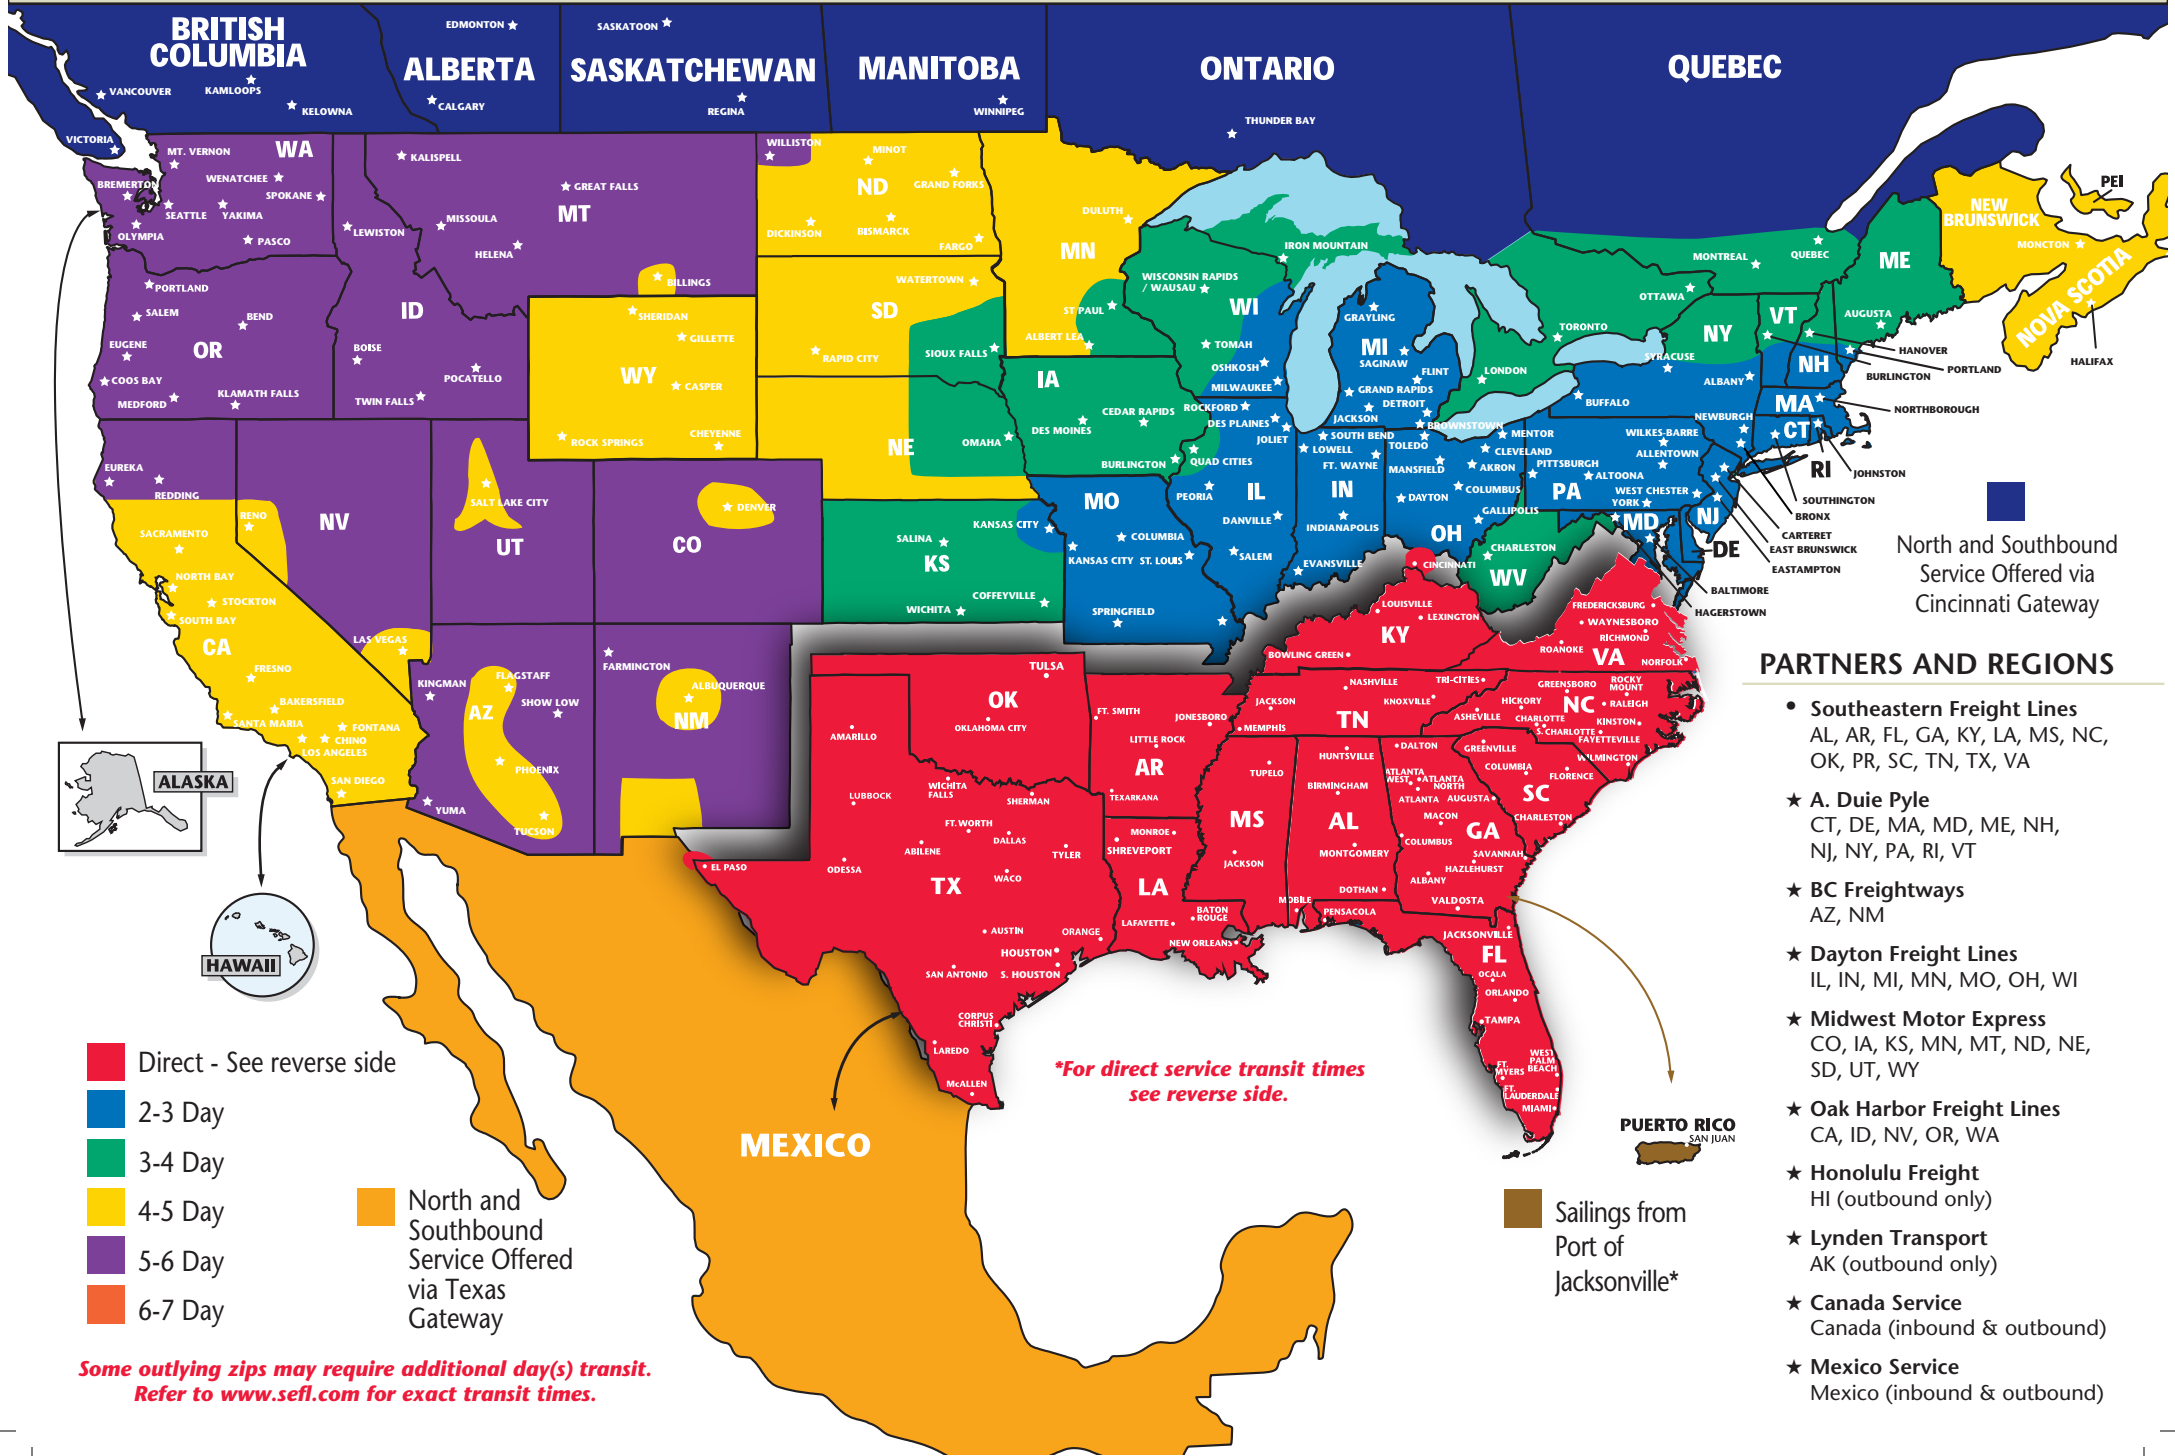 BRITISH
COLUMBIA
ALBERTA
SASKATCHEWAN
MANITOBA
ONTARIO
QUEBEC
EDMONTON
SASKATOON
VANCOUVER
KAMLOOPS
KELOWNA
CALGARY
REGINA
WINNIPEG
THUNDER BAY
VICTORIA
MT. VERNON
WA
WENATCHEE
BREMERTON
SPOKANE
SEATTLE
YAKIMA
OLYMPIA
PASCO
KALISPELL
GREAT FALLS
MT
MISSOULA
LEWISTON
HELENA
BILLINGS
WILLISTON
MINOT
ND
GRAND FORKS
DICKINSON
BISMARCK
FARGO
DULUTH
MN
IRON MOUNTAIN
WISCONSIN RAPIDS
/ WAUSAU
WI
ST PAUL
ALBERT LEA
WATERTOWN
SD
RAPID CITY
SIOUX FALLS
PORTLAND
SALEM
BEND
EUGENE
OR
COOS BAY
MEDFORD
KLAMATH FALLS
ID
BOISE
POCATELLO
TWIN FALLS
SHERIDAN
GILLETTE
WY
CASPER
ROCK SPRINGS
CHEYENNE
TOMAH
OSHKOSH
MILWAUKEE
GRAYLING
MI
SAGINAW
FLINT
GRAND RAPIDS
DETROIT
JACKSON
BROWNSTOWN
MONTREAL
QUEBEC
OTTAWA
TORONTO
LONDON
ME
AUGUSTA
VT
NY
SYRACUSE
ALBANY
BUFFALO
NH
MA
CT
RI
NEW
BRUNSWICK
MONCTON
PEI
NOVA SCOTIA
HALIFAX
HANOVER
PORTLAND
BURLINGTON
NORTHBOROUGH
JOHNSTON
SOUTHINGTON
BRONX
CARTERET
EAST BRUNSWICK
EASTAMPTON
BALTIMORE
HAGERSTOWN
IA
CEDAR RAPIDS
DES MOINES
BURLINGTON
QUAD CITIES
NE
OMAHA
ROCKFORD
DES PLAINES
JOLIET
PEORIA
IL
DANVILLE
SALEM
SOUTH BEND
LOWELL
FT. WAYNE
IN
INDIANAPOLIS
EVANSVILLE
TOLEDO
MENTOR
CLEVELAND
MANSFIELD
AKRON
DAYTON
COLUMBUS
GALLIPOLIS
OH
CINCINNATI
PITTSBURGH
ALTOONA
PA
WILKES-BARRE
ALLENTOWN
NEWBURGH
WEST CHESTER
YORK
MD
NJ
DE
CHARLESTON
WV
EUREKA
REDDING
SACRAMENTO
RENO
NV
NORTH BAY
STOCKTON
SOUTH BAY
CA
FRESNO
LAS VEGAS
BAKERSFIELD
SANTA MARIA
FONTANA
CHINO
LOS ANGELES
SAN DIEGO
SALT LAKE CITY
UT
DENVER
CO
KANSAS CITY
SALINA
KS
COFFEYVILLE
WICHITA
MO
COLUMBIA
KANSAS CITY
ST. LOUIS
SPRINGFIELD
KINGMAN
FLAGSTAFF
AZ
SHOW LOW
PHOENIX
YUMA
TUCSON
FARMINGTON
ALBUQUERQUE
NM
TULSA
OK
OKLAHOMA CITY
AMARILLO
LUBBOCK
WICHITA
FALLS
SHERMAN
FT. WORTH
DALLAS
ABILENE
TYLER
ODESSA
WACO
EL PASO
TX
AUSTIN
ORANGE
HOUSTON
SAN ANTONIO
S. HOUSTON
CORPUS
CHRISTI
LAREDO
McALLEN
FT. SMITH
JONESBORO
LITTLE ROCK
AR
TEXARKANA
MONROE
SHREVEPORT
LA
LAFAYETTE
BATON
ROUGE
NEW ORLEANS
LOUISVILLE
LEXINGTON
KY
BOWLING GREEN
NASHVILLE
TRI-CITIES
JACKSON
KNOXVILLE
MEMPHIS
TN
FREDERICKSBURG
WAYNESBORO
RICHMOND
ROANOKE
VA
NORFOLK
GREENSBORO
ROCKY
MOUNT
HICKORY
NC
RALEIGH
ASHEVILLE
CHARLOTTE
S. CHARLOTTE
KINSTON
FAYETTEVILLE
WILMINGTON
GREENVILLE
COLUMBIA
FLORENCE
SC
CHARLESTON
TUPELO
MS
JACKSON
HUNTSVILLE
BIRMINGHAM
AL
MONTGOMERY
DOTHAN
MOBILE
DALTON
ATLANTA
WEST
ATLANTA
NORTH
ATLANTA
AUGUSTA
MACON
GA
COLUMBUS
SAVANNAH
HAZLEHURST
ALBANY
VALDOSTA
PENSACOLA
JACKSONVILLE
FL
OCALA
ORLANDO
TAMPA
WEST
PALM
BEACH
FT.
MYERS
FT.
LAUDERDALE
MIAMI
ALASKA
HAWAII
MEXICO
PUERTO RICO
SAN JUAN
*For direct service transit times
see reverse side.
Direct - See reverse side
2-3 Day
3-4 Day
4-5 Day
5-6 Day
6-7 Day
North and
Southbound
Service Offered
via Texas
Gateway
Sailings from
Port of
Jacksonville*
Some outlying zips may require additional day(s) transit.
Refer to www.sefl.com for exact transit times.
North and Southbound
Service Offered via
Cincinnati Gateway
PARTNERS AND REGIONS
• Southeastern Freight Lines
AL, AR, FL, GA, KY, LA, MS, NC,
OK, PR, SC, TN, TX, VA
★ A. Duie Pyle
CT, DE, MA, MD, ME, NH,
NJ, NY, PA, RI, VT
★ BC Freightways
AZ, NM
★ Dayton Freight Lines
IL, IN, MI, MN, MO, OH, WI
★ Midwest Motor Express
CO, IA, KS, MN, MT, ND, NE,
SD, UT, WY
★ Oak Harbor Freight Lines
CA, ID, NV, OR, WA
★ Honolulu Freight
HI (outbound only)
★ Lynden Transport
AK (outbound only)
★ Canada Service
Canada (inbound & outbound)
★ Mexico Service
Mexico (inbound & outbound)